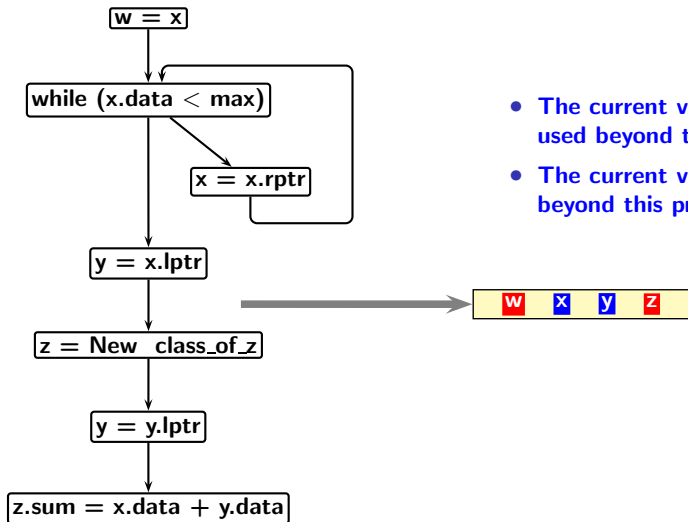 w = x
while (x.data < max)
x = x.rptr
y = x.lptr
z = New class_of_z
y = y.lptr
z.sum = x.data + y.data
• The current v
used beyond t
• The current v
beyond this pr
w x y z